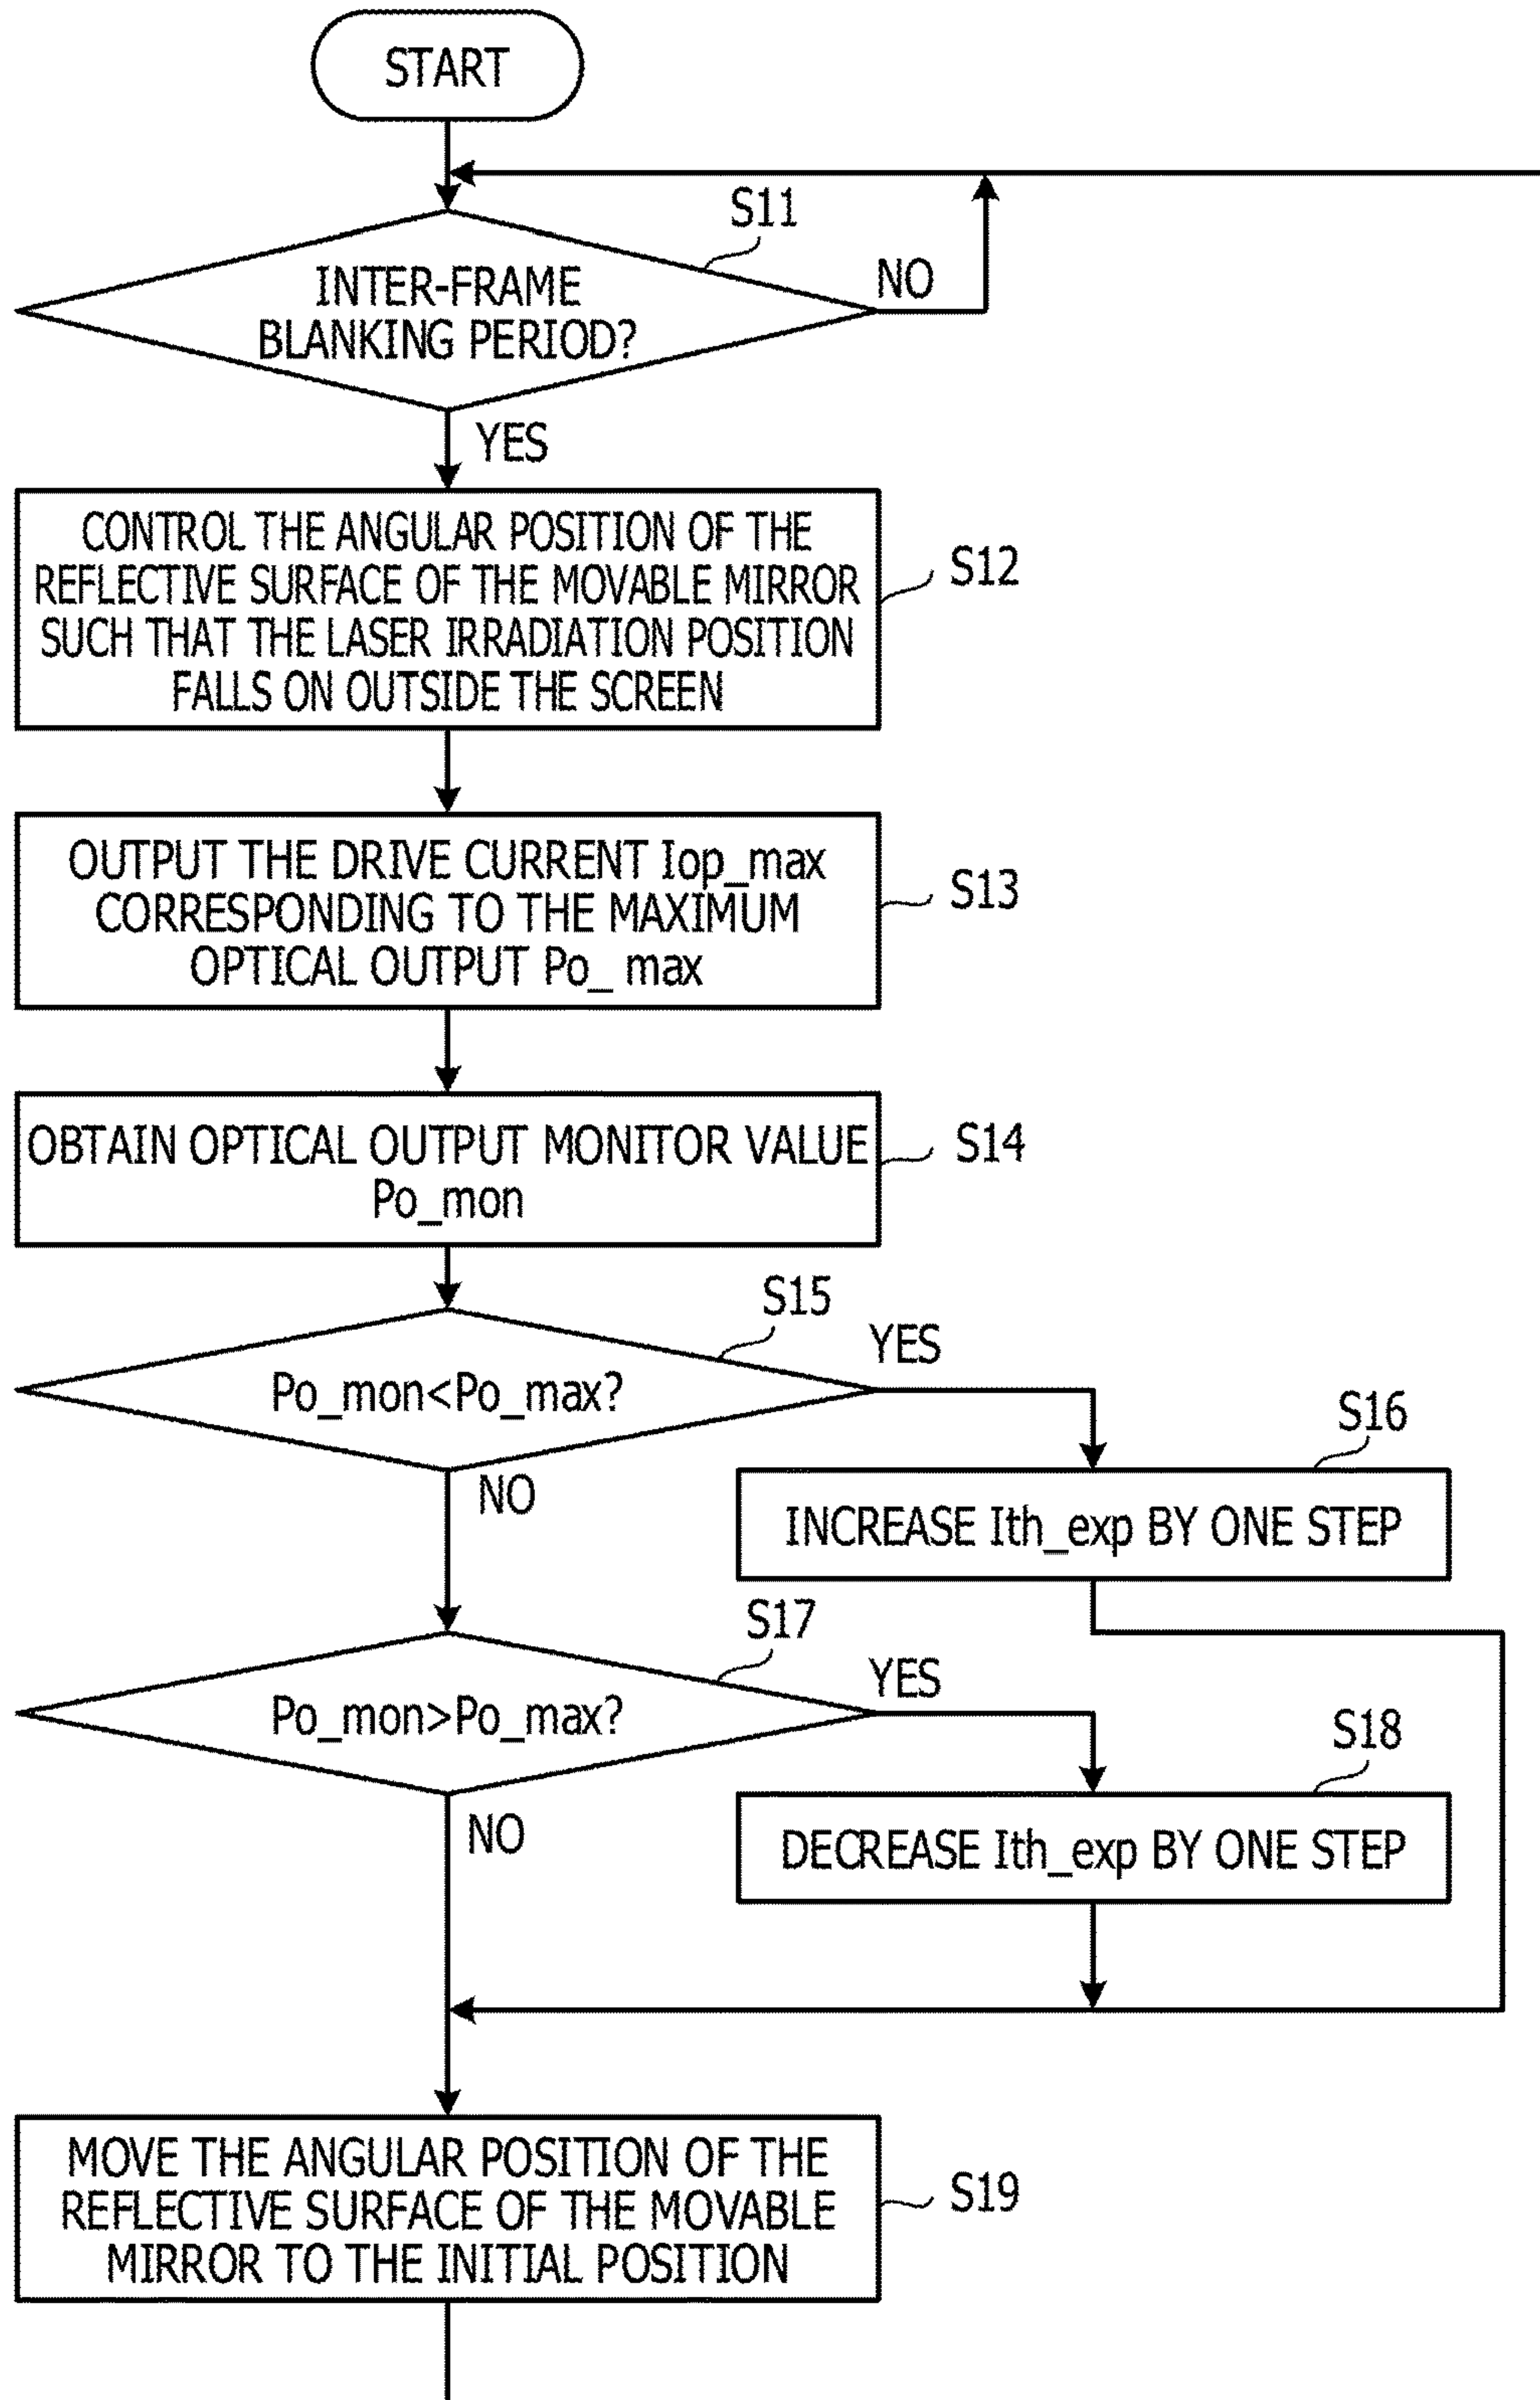 START
S11
INTER-FRAME
BLANKING PERIOD?
NO
YES
CONTROL THE ANGULAR POSITION OF THE
REFLECTIVE SURFACE OF THE MOVABLE MIRROR
SUCH THAT THE LASER IRRADIATION POSITION
FALLS ON OUTSIDE THE SCREEN
S12
OUTPUT THE DRIVE CURRENT Iop_max
CORRESPONDING TO THE MAXIMUM
OPTICAL OUTPUT Po_ max
S13
OBTAIN OPTICAL OUTPUT MONITOR VALUE
Po_mon
S14
S15
Po_mon<Po_max?
YES
NO
S16
INCREASE Ith_exp BY ONE STEP
S17
Po_mon>Po_max?
YES
NO
S18
DECREASE Ith_exp BY ONE STEP
MOVE THE ANGULAR POSITION OF THE
REFLECTIVE SURFACE OF THE MOVABLE
MIRROR TO THE INITIAL POSITION
S19